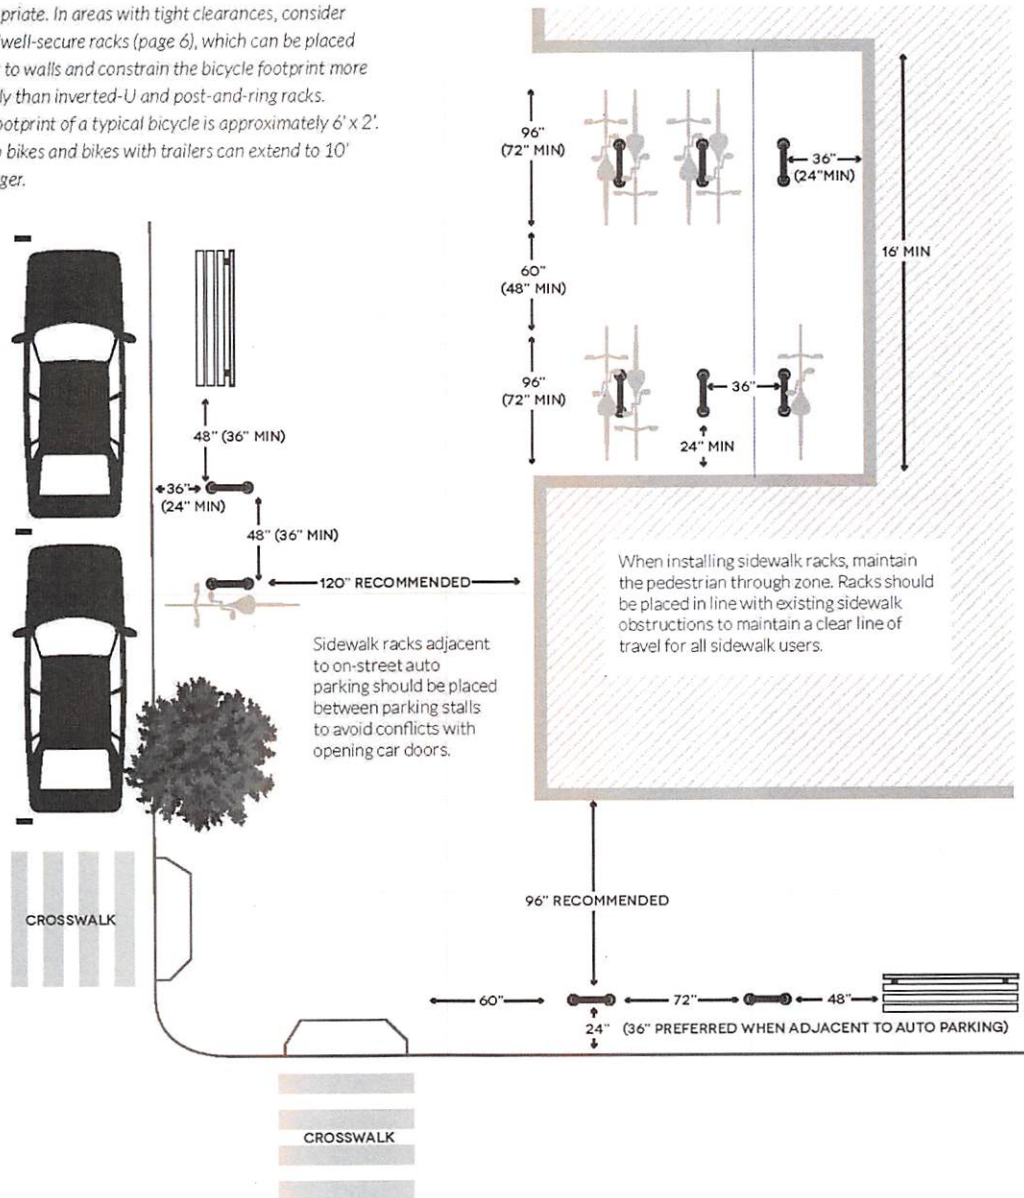 priate. In areas with tight clearances, consider
well-secure racks (page 6), which can be placed
to walls and constrain the bicycle footprint more
ly than inverted-U and post-and-ring racks.
ootprint of a typical bicycle is approximately 6' x 2'.
bikes and bikes with trailers can extend to 10'
ger.
96"
(72" MIN)
36"
(24"MIN)
16' MIN
60"
(48" MIN)
96"
(72" MIN)
36"
24" MIN
48" (36" MIN)
36"
(24" MIN)
48" (36" MIN)
120" RECOMMENDED
When installing sidewalk racks, maintain
the pedestrian through zone. Racks should
be placed in line with existing sidewalk
obstructions to maintain a clear line of
travel for all sidewalk users.
Sidewalk racks adjacent
to on-street auto
parking should be placed
between parking stalls
to avoid conflicts with
opening car doors.
CROSSWALK
96" RECOMMENDED
60"
72"
48"
24" (36" PREFERRED WHEN ADJACENT TO AUTO PARKING)
CROSSWALK